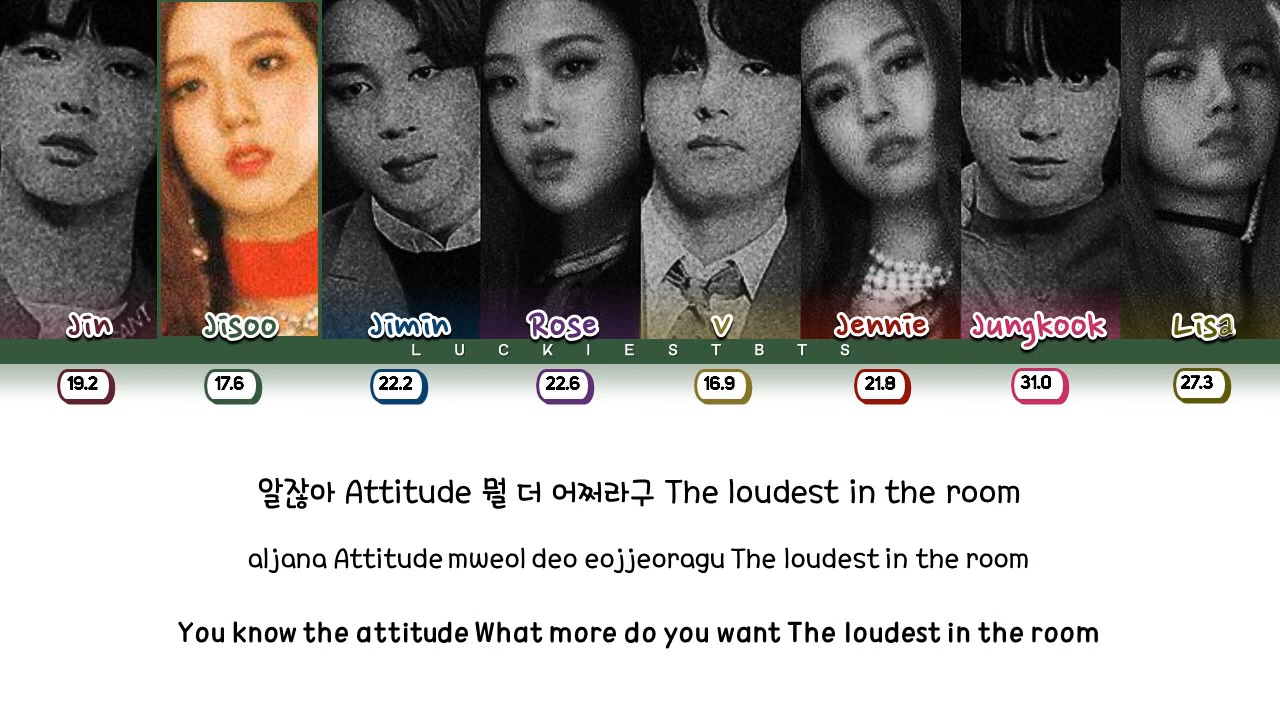 ANT
Jin Jisoo Jimin Rose V Jennie Jungkook Lisa
LUCKIESTBTS
19.2 17.6 22.2 22.6 16.9 21.8 31.0 27.3
알잖아 Attitude 뭘 더 어쩌라구 The loudest in the room
aljana Attitude mweol deo eojjeoragu The loudest in the room
You know the attitude What more do you want The loudest in the room